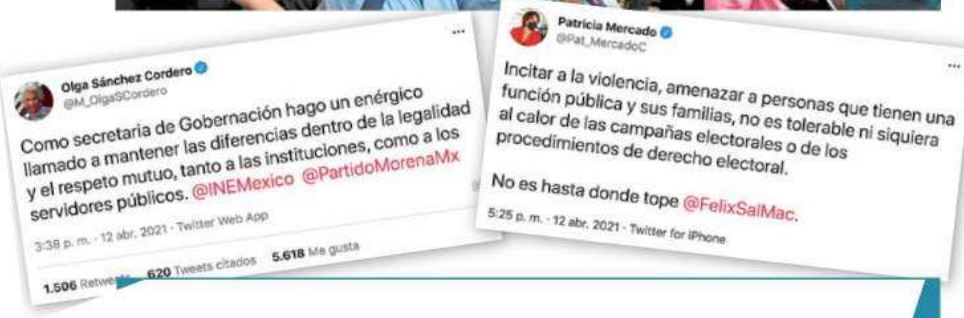 Olga Sánchez Cordero
@M_OlgaSCordero
Como secretaria de Gobernación hago un enérgico
llamado a mantener las diferencias dentro de la legalidad
y el respeto mutuo, tanto a las instituciones, como a los
servidores públicos. @INEMexico @PartidoMorenaMx
3:38 p. m. · 12 abr. 2021 · Twitter Web App
1.506 Retweets 620 Tweets citados 5.618 Me gusta
Patricia Mercado
@Pat_MercadoC
Incitar a la violencia, amenazar a personas que tienen una
función pública y sus familias, no es tolerable ni siquiera
al calor de las campañas electorales o de los
procedimientos de derecho electoral.
No es hasta donde tope @FelixSalMac.
5:25 p. m. · 12 abr. 2021 · Twitter for iPhone